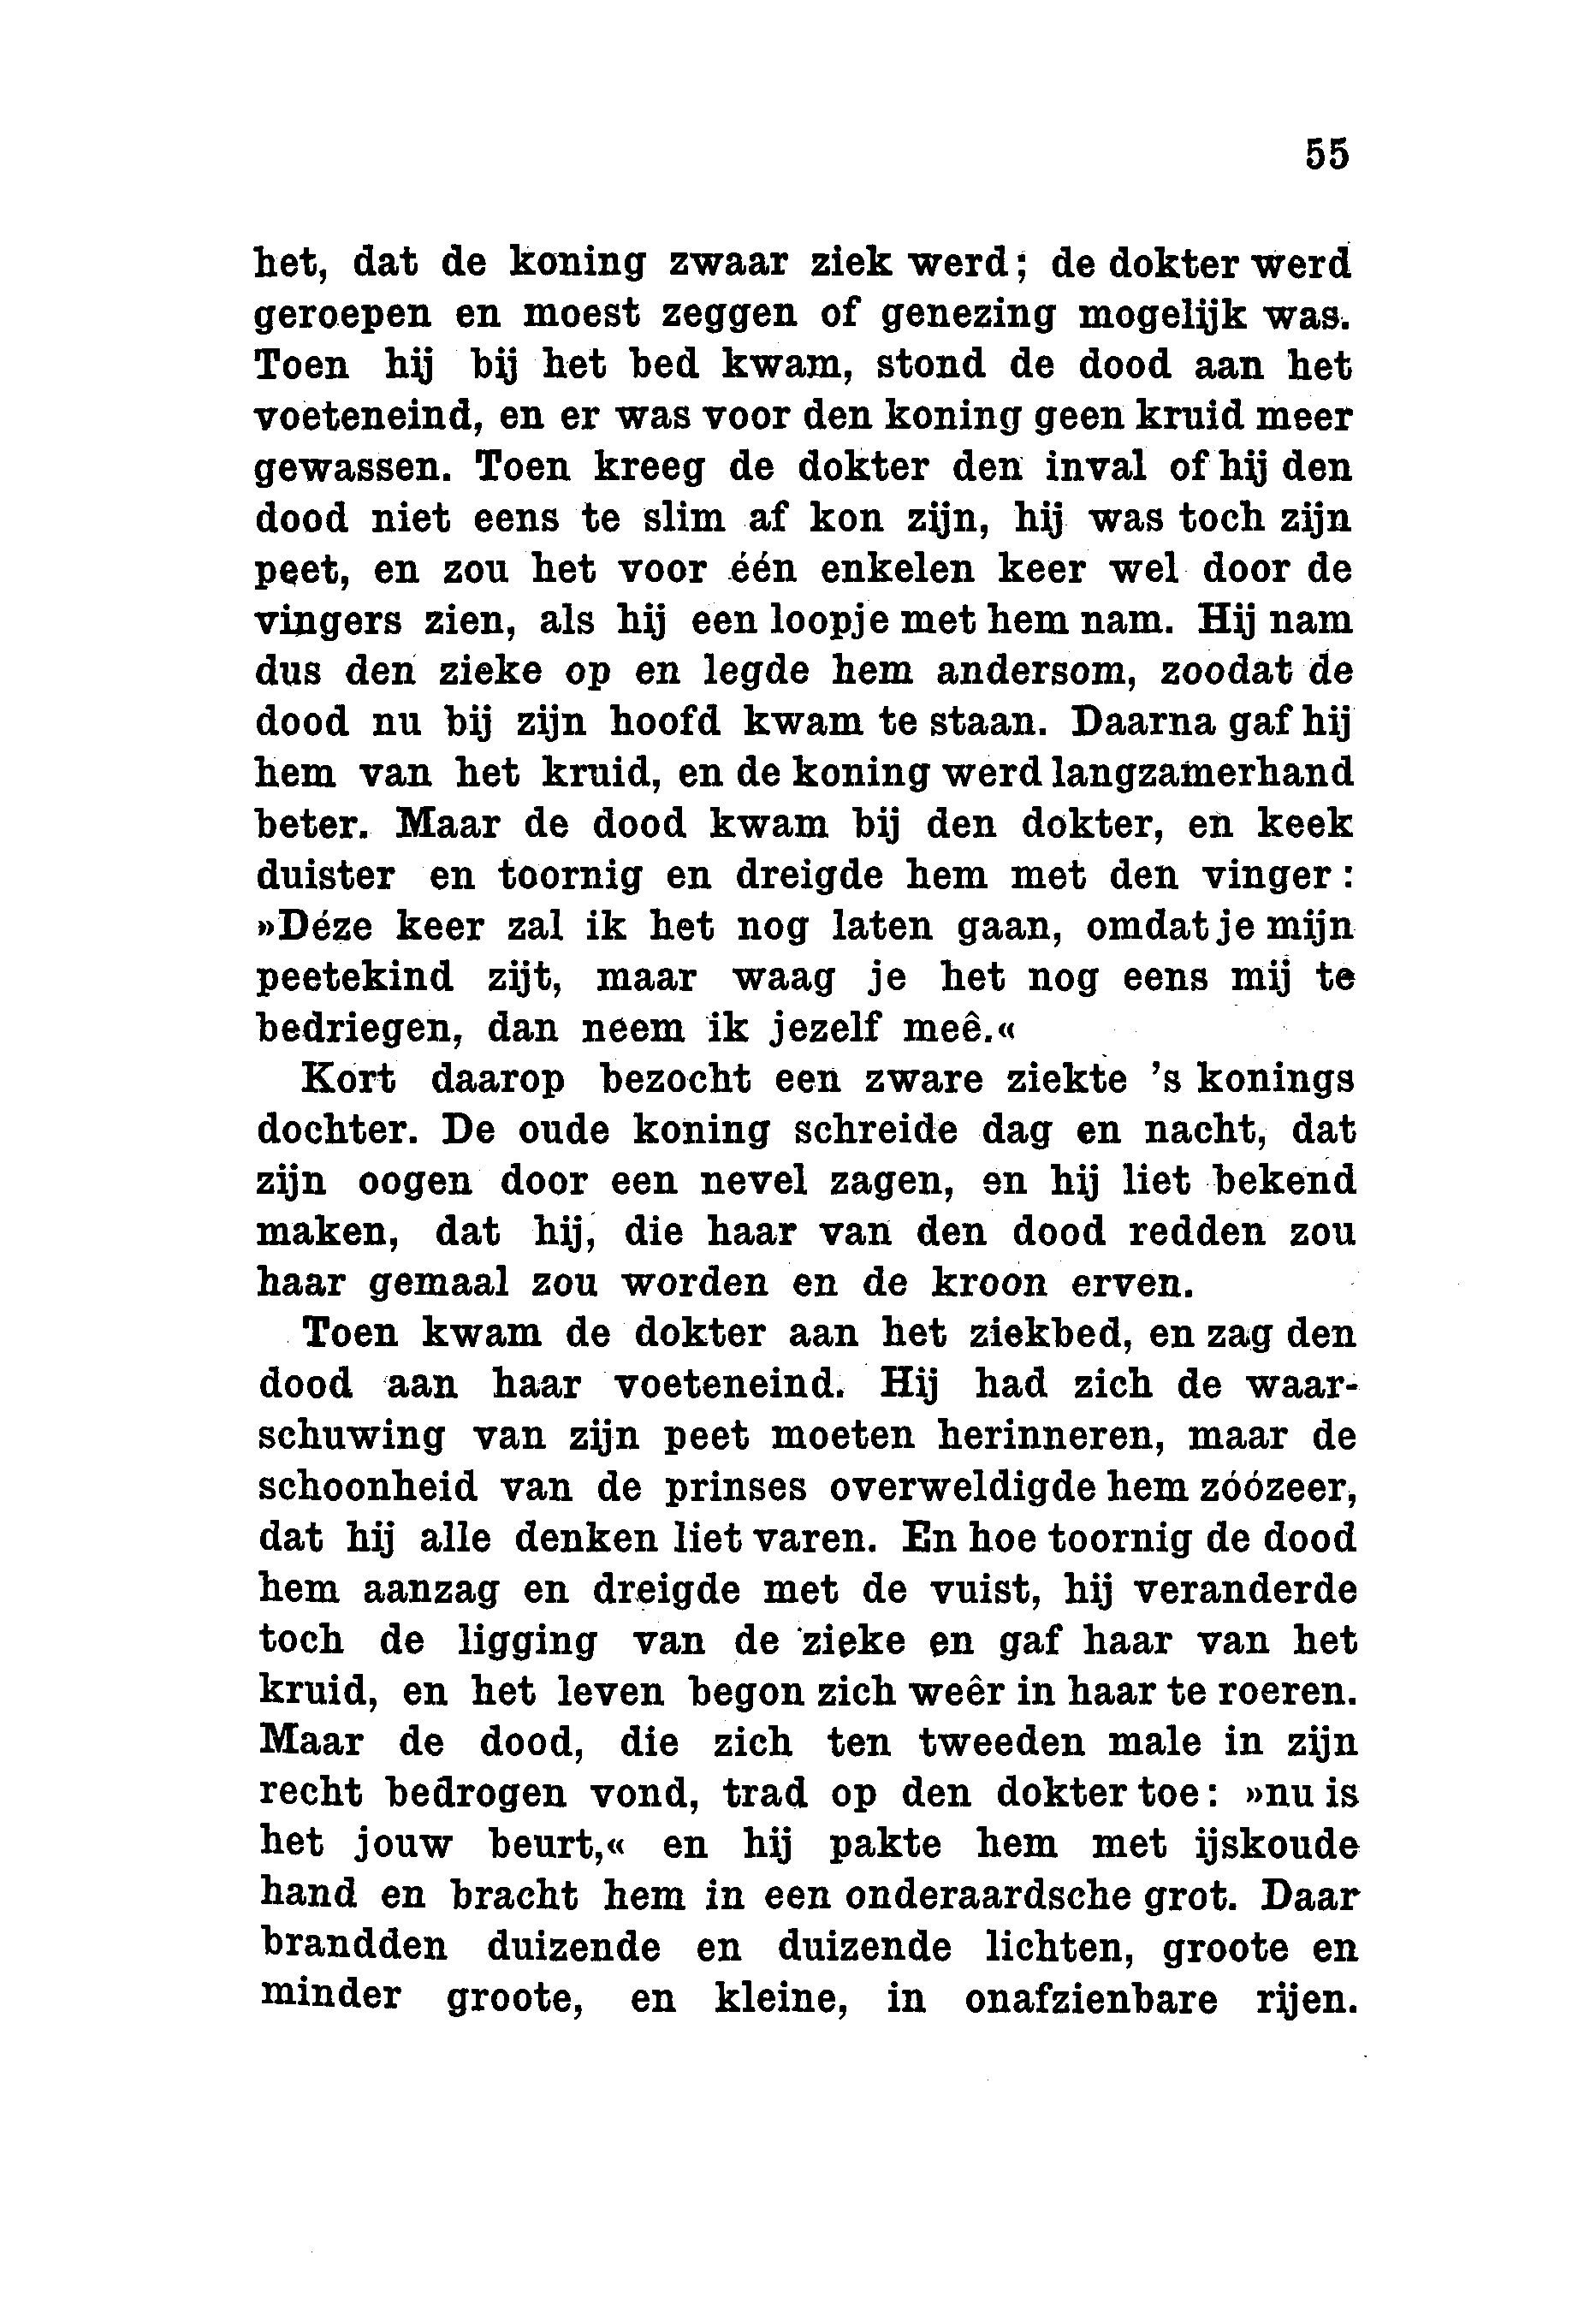 55
het, dat de koning zwaar ziek werd; de dokter werd
geroepen en moest zeggen of genezing mogelijk was.
Toen hij bij het bed kwam, stond de dood aan het
voeteneind, en er was voor den koning geen kruid meer
gewassen. Toen kreeg de dokter den inval of hij den
dood niet eens te slim af kon zijn, hij was toch zijn
peet, en zou het voor één enkelen keer wel door de
vingers zien, als hij een loopje met hem nam. Hij nam
dus den zieke op en legde hem andersom, zoodat de
dood nu bij zijn hoofd kwam te staan. Daarna gaf hij
hem van het kruid, en de koning werd langzamerhand
beter. Maar de dood kwam bij den dokter, en keek
duister en toornig en dreigde hem met den vinger:
»Déze keer zal ik het nog laten gaan, omdat je mijn
peetekind zijt, maar waag je het nog eens mij te
bedriegen, dan neem ik jezelf meê.«
Kort daarop bezocht een zware ziekte 's konings
dochter. De oude koning schreide dag en nacht, dat
zijn oogen door een nevel zagen, en hij liet bekend
maken, dat hij, die haar van den dood redden zou
haar gemaal zou worden en de kroon erven.
Toen kwam de dokter aan het ziekbed, en zag den
dood aan haar voeteneind. Hij had zich de waar-
schuwing van zijn peet moeten herinneren, maar de
schoonheid van de prinses overweldigde hem zóózeer,
dat hij alle denken liet varen. En hoe toornig de dood
hem aanzag en dreigde met de vuist, hij veranderde
toch de ligging van de zieke en gaf haar van het
kruid, en het leven begon zich weêr in haar te roeren.
Maar de dood, die zich ten tweeden male in zijn
recht bedrogen vond, trad op den dokter toe: »nu is
het jouw beurt,« en hij pakte hem met ijskoude
hand en bracht hem in een onderaardsche grot. Daar
brandden duizende en duizende lichten, groote en
minder groote, en kleine, in onafzienbare rijen.